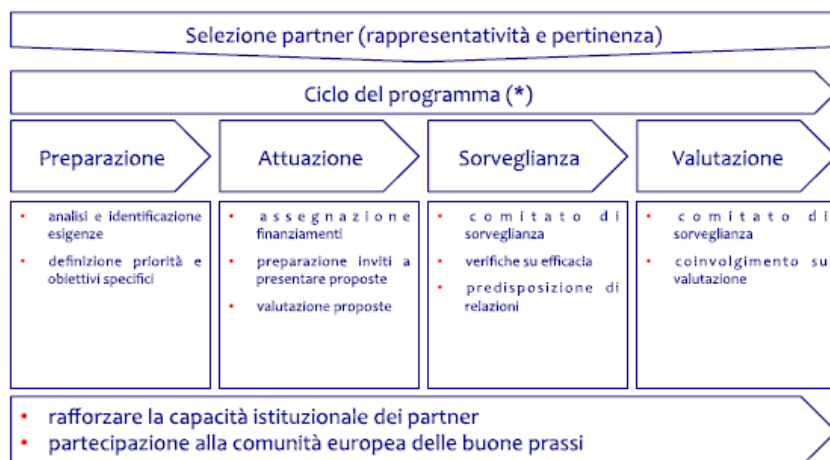 Selezione partner (rappresentatività e pertinenza)
Ciclo del programma (*)
Preparazione
Attuazione
Sorveglianza
Valutazione
• analisi e identificazione
esigenze
• definizione priorità e
obiettivi specifici
• assegnazione
finanziamenti
• preparazione inviti a
presentare proposte
• valutazione proposte
• comitato di
sorveglianza
• verifiche su efficacia
• predisposizione di
relazioni
• comitato di
sorveglianza
• coinvolgimento su
valutazione
• rafforzare la capacità istituzionale dei partner
• partecipazione alla comunità europea delle buone prassi